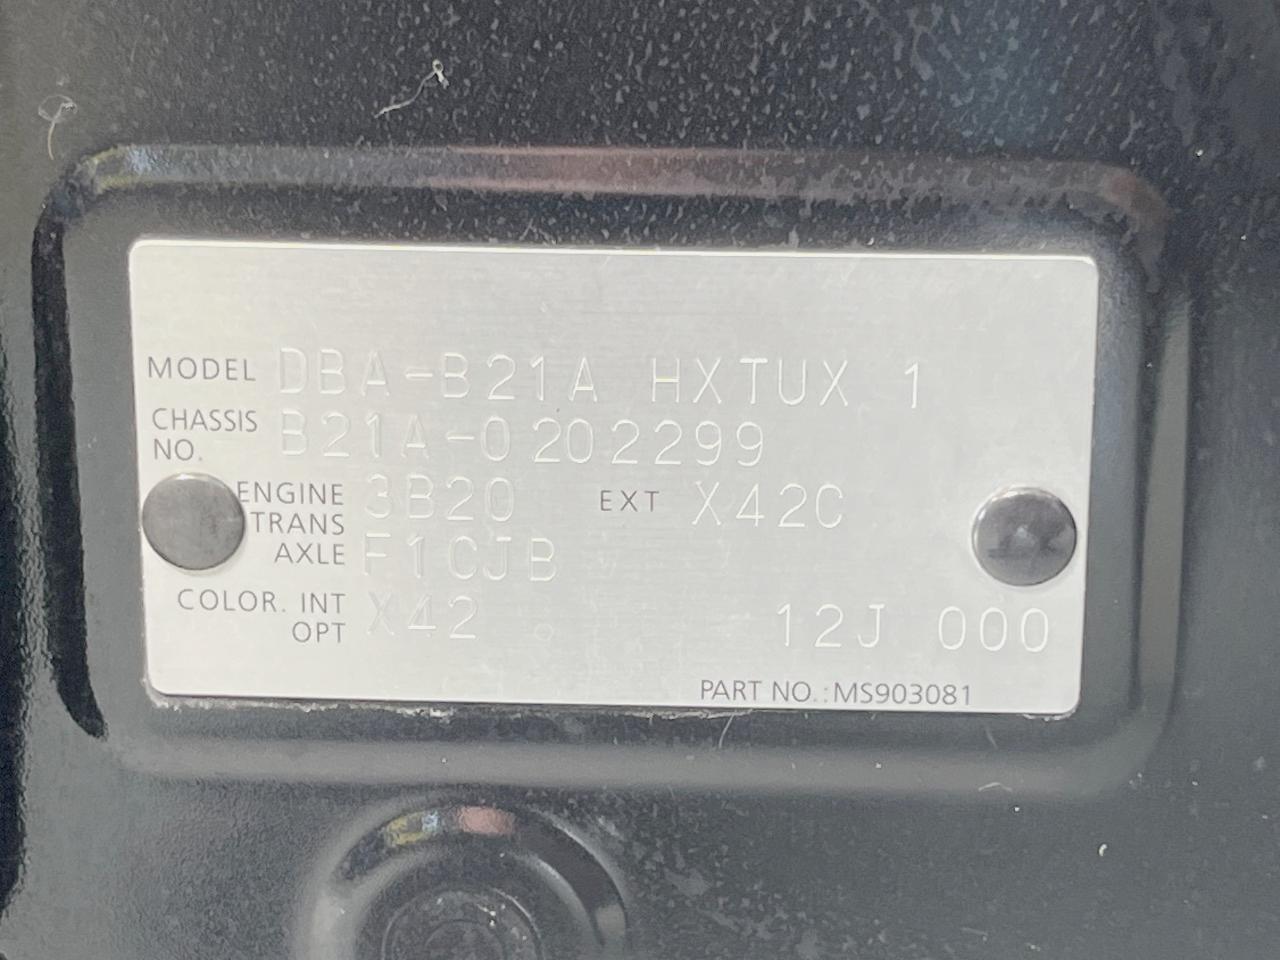 MODEL DBA-B21A HXTUX 1
CHASSIS NO. B21A-0202299
ENGINE 3B20 EXT X42C
TRANS AXLE F1CJB
COLOR. INT OPT X42 12J 000
PART NO.: MS903081